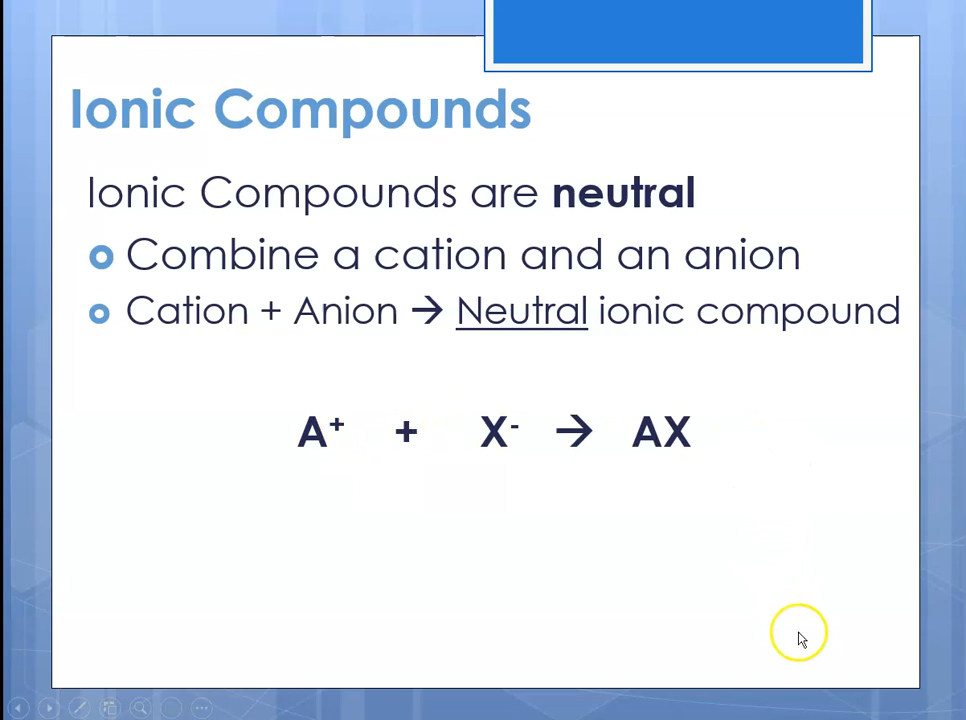 Ionic Compounds
Ionic Compounds are neutral
Combine a cation and an anion
Cation + Anion → Neutral ionic compound
A⁺ + X⁻ → AX